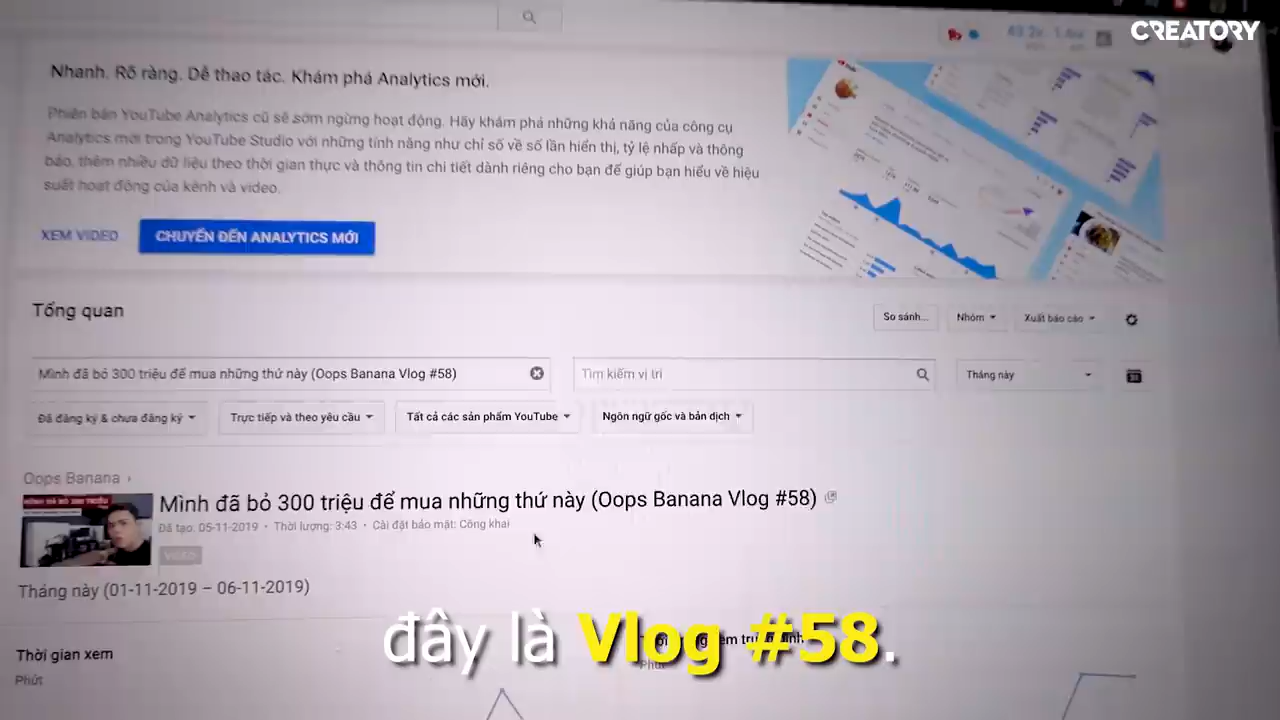 CREATORY
Nhanh. Rõ ràng. Dễ thao tác. Khám phá Analytics mới.
Phiên bản YouTube Analytics cũ sẽ sớm ngừng hoạt động. Hãy khám phá những khả năng của công cụ
Analytics mới trong YouTube Studio với những tính năng như chỉ số về số lần hiển thị, tỷ lệ nhấp và thông
báo, thêm nhiều dữ liệu theo thời gian thực và thông tin chi tiết dành riêng cho bạn để giúp bạn hiểu về hiệu
suất hoạt động của kênh và video.
XEM VIDEO CHUYỂN ĐẾN ANALYTICS MỚI
Tổng quan So sánh... Nhóm Xuất báo cáo
Mình đã bỏ 300 triệu để mua những thứ này (Oops Banana Vlog #58) Tìm kiếm vị trí Tháng này
Đã đăng ký & chưa đăng ký Trực tiếp và theo yêu cầu Tất cả các sản phẩm YouTube Ngôn ngữ gốc và bản dịch
Oops Banana
Mình đã bỏ 300 triệu để mua những thứ này (Oops Banana Vlog #58)
Đã tạo: 05-11-2019 • Thời lượng: 3:43 • Cài đặt bảo mật: Công khai
VIDEO
Tháng này (01-11-2019 – 06-11-2019)
đây là Vlog #58.
Thời gian xem
Phút Phút